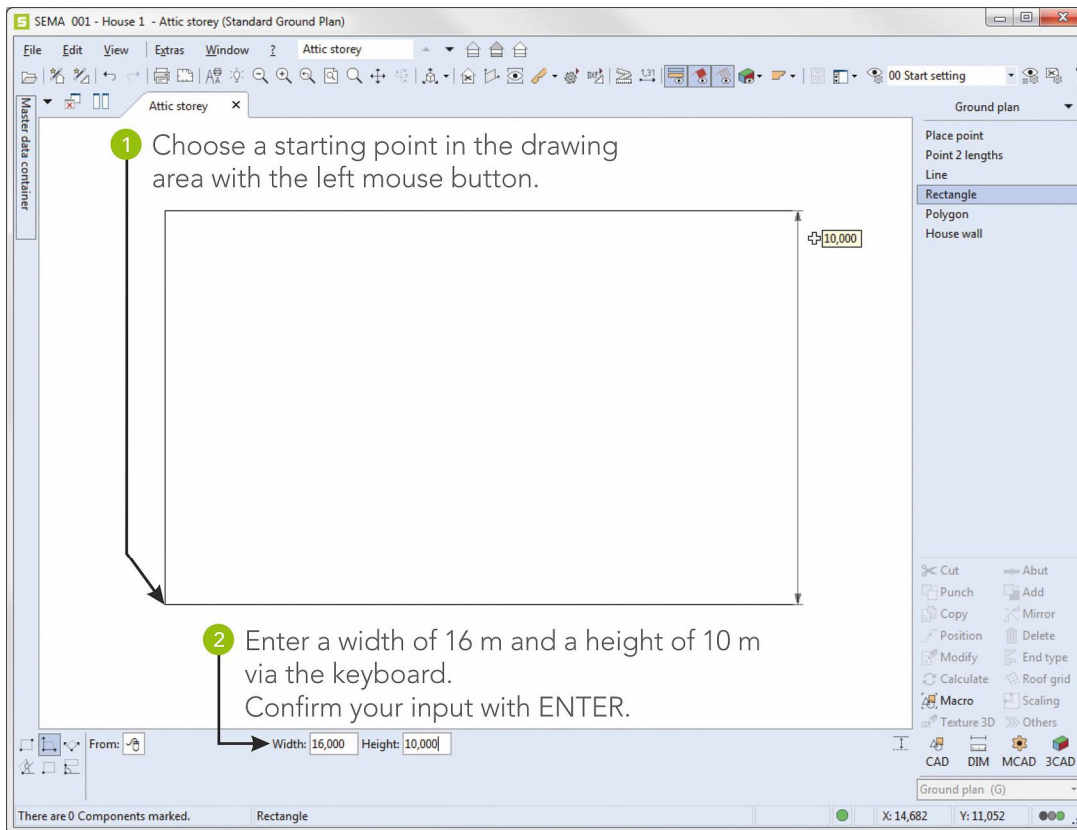 SEMA 001 - House 1 - Attic storey (Standard Ground Plan)
File Edit View Extras Window ? Attic storey
00 Start setting
Master data container
Attic storey
Ground plan
1 Choose a starting point in the drawing
area with the left mouse button.
Place point
Point 2 lengths
Line
Rectangle
Polygon
House wall
10,000
2 Enter a width of 16 m and a height of 10 m
via the keyboard.
Confirm your input with ENTER.
Cut Abut
Punch Add
Copy Mirror
Position Delete
Modify End type
Calculate Roof grid
Macro Scaling
Texture 3D Others
From: Width: 16,000 Height: 10,000
CAD DIM MCAD 3CAD
Ground plan (G)
There are 0 Components marked. Rectangle X: 14,682 Y: 11,052